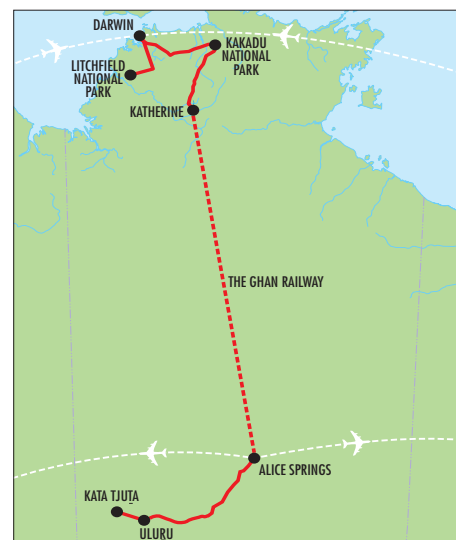 DARWIN
KAKADU
NATIONAL
PARK
LITCHFIELD
NATIONAL
PARK
KATHERINE
THE GHAN RAILWAY
ALICE SPRINGS
KATA TJUṮA
ULURU